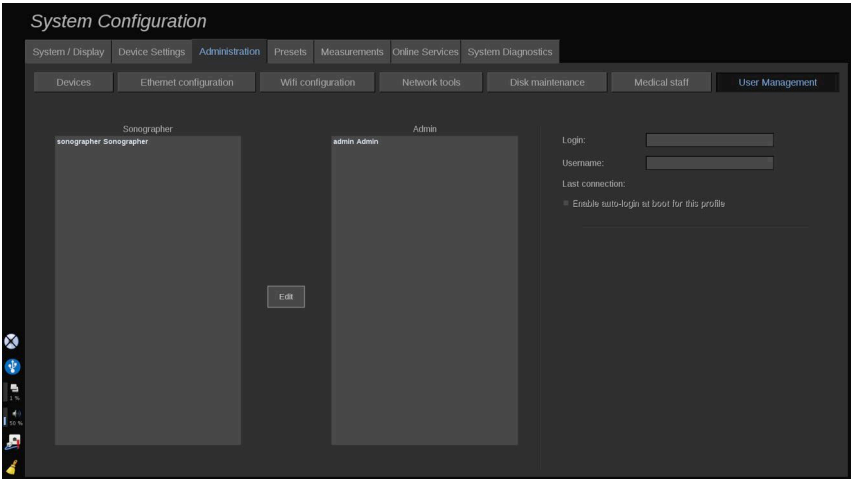 System Configuration
System / Display Device Settings Administration Presets Measurements Online Services System Diagnostics
Devices Ethernet configuration Wifi configuration Network tools Disk maintenance Medical staff User Management
Sonographer Admin
sonographer Sonographer admin Admin
Login:
Username:
Last connection:
Enable auto-login at boot for this profile
Edit
1 %
50 %